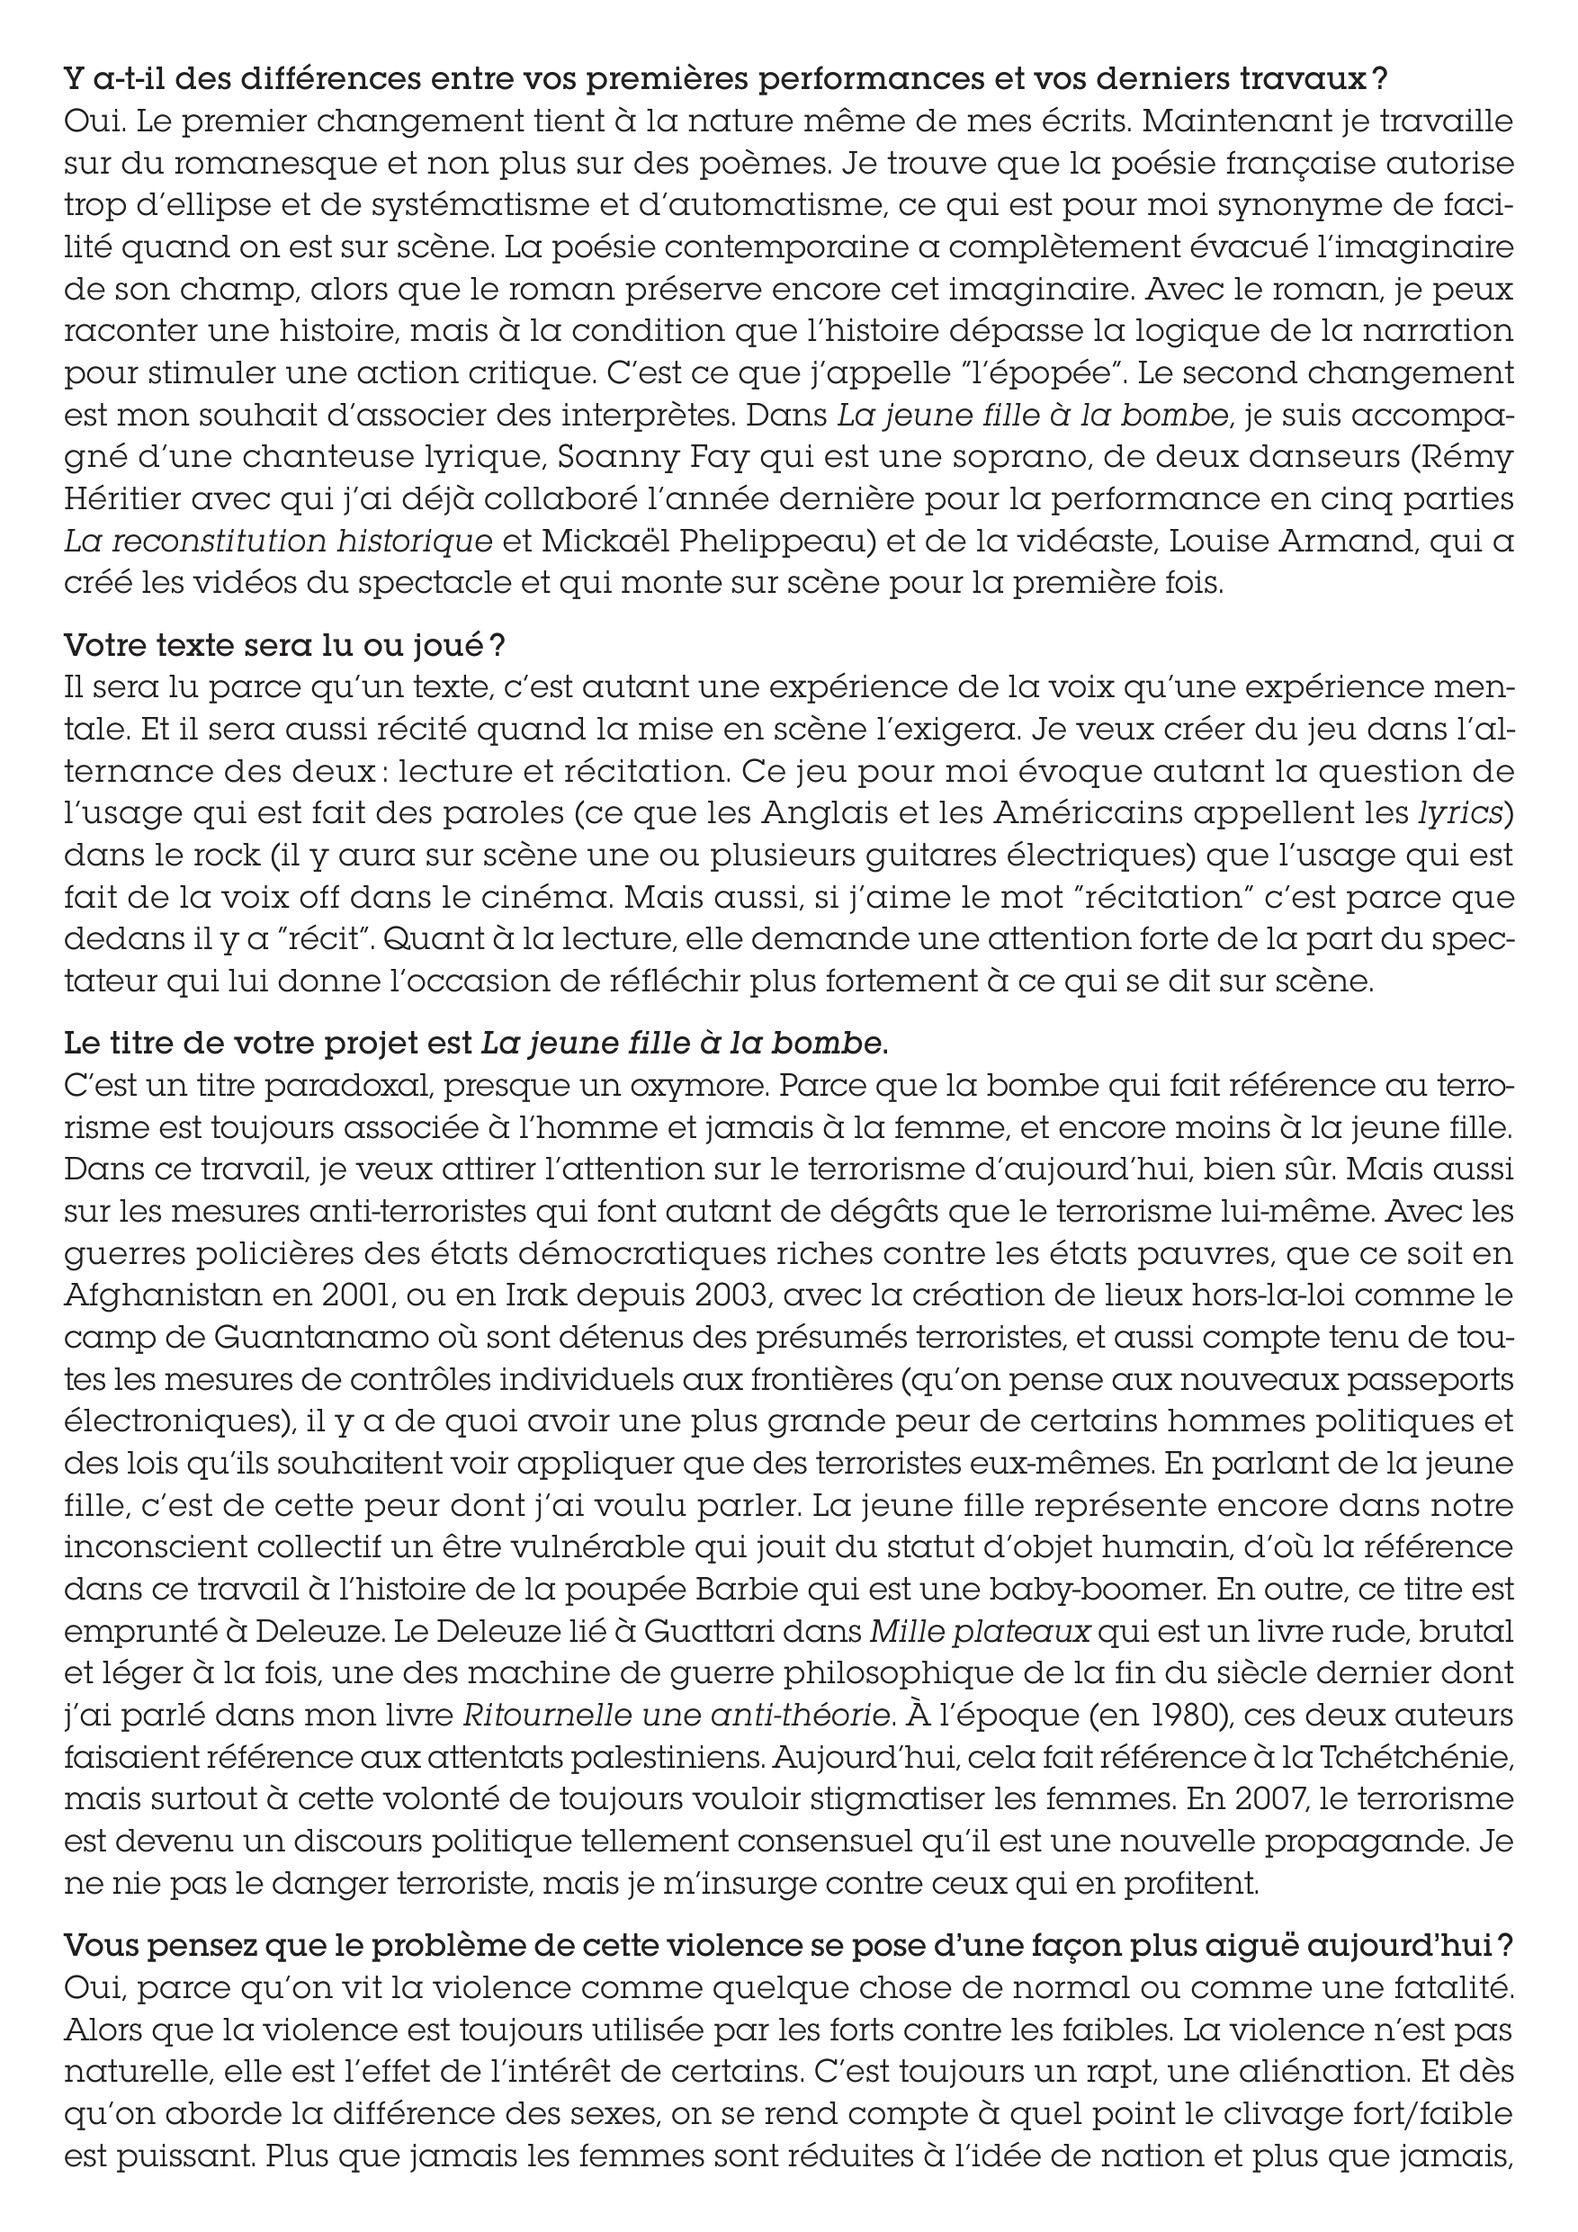 Y a-t-il des différences entre vos premières performances et vos derniers travaux ?
Oui. Le premier changement tient à la nature même de mes écrits. Maintenant je travaille
sur du romanesque et non plus sur des poèmes. Je trouve que la poésie française autorise
trop d’ellipse et de systématisme et d’automatisme, ce qui est pour moi synonyme de faci-
lité quand on est sur scène. La poésie contemporaine a complètement évacué l’imaginaire
de son champ, alors que le roman préserve encore cet imaginaire. Avec le roman, je peux
raconter une histoire, mais à la condition que l’histoire dépasse la logique de la narration
pour stimuler une action critique. C’est ce que j’appelle "l’épopée". Le second changement
est mon souhait d’associer des interprètes. Dans La jeune fille à la bombe, je suis accompa-
gné d’une chanteuse lyrique, Soanny Fay qui est une soprano, de deux danseurs (Rémy
Héritier avec qui j’ai déjà collaboré l’année dernière pour la performance en cinq parties
La reconstitution historique et Mickaël Phelippeau) et de la vidéaste, Louise Armand, qui a
créé les vidéos du spectacle et qui monte sur scène pour la première fois.
Votre texte sera lu ou joué ?
Il sera lu parce qu’un texte, c’est autant une expérience de la voix qu’une expérience men-
tale. Et il sera aussi récité quand la mise en scène l’exigera. Je veux créer du jeu dans l’al-
ternance des deux : lecture et récitation. Ce jeu pour moi évoque autant la question de
l’usage qui est fait des paroles (ce que les Anglais et les Américains appellent les lyrics)
dans le rock (il y aura sur scène une ou plusieurs guitares électriques) que l’usage qui est
fait de la voix off dans le cinéma. Mais aussi, si j’aime le mot "récitation" c’est parce que
dedans il y a "récit". Quant à la lecture, elle demande une attention forte de la part du spec-
tateur qui lui donne l’occasion de réfléchir plus fortement à ce qui se dit sur scène.
Le titre de votre projet est La jeune fille à la bombe.
C’est un titre paradoxal, presque un oxymore. Parce que la bombe qui fait référence au terro-
risme est toujours associée à l’homme et jamais à la femme, et encore moins à la jeune fille.
Dans ce travail, je veux attirer l’attention sur le terrorisme d’aujourd’hui, bien sûr. Mais aussi
sur les mesures anti-terroristes qui font autant de dégâts que le terrorisme lui-même. Avec les
guerres policières des états démocratiques riches contre les états pauvres, que ce soit en
Afghanistan en 2001, ou en Irak depuis 2003, avec la création de lieux hors-la-loi comme le
camp de Guantanamo où sont détenus des présumés terroristes, et aussi compte tenu de tou-
tes les mesures de contrôles individuels aux frontières (qu’on pense aux nouveaux passeports
électroniques), il y a de quoi avoir une plus grande peur de certains hommes politiques et
des lois qu’ils souhaitent voir appliquer que des terroristes eux-mêmes. En parlant de la jeune
fille, c’est de cette peur dont j’ai voulu parler. La jeune fille représente encore dans notre
inconscient collectif un être vulnérable qui jouit du statut d’objet humain, d’où la référence
dans ce travail à l’histoire de la poupée Barbie qui est une baby-boomer. En outre, ce titre est
emprunté à Deleuze. Le Deleuze lié à Guattari dans Mille plateaux qui est un livre rude, brutal
et léger à la fois, une des machine de guerre philosophique de la fin du siècle dernier dont
j’ai parlé dans mon livre Ritournelle une anti-théorie. À l’époque (en 1980), ces deux auteurs
faisaient référence aux attentats palestiniens. Aujourd’hui, cela fait référence à la Tchétchénie,
mais surtout à cette volonté de toujours vouloir stigmatiser les femmes. En 2007, le terrorisme
est devenu un discours politique tellement consensuel qu’il est une nouvelle propagande. Je
ne nie pas le danger terroriste, mais je m’insurge contre ceux qui en profitent.
Vous pensez que le problème de cette violence se pose d’une façon plus aiguë aujourd’hui ?
Oui, parce qu’on vit la violence comme quelque chose de normal ou comme une fatalité.
Alors que la violence est toujours utilisée par les forts contre les faibles. La violence n’est pas
naturelle, elle est l’effet de l’intérêt de certains. C’est toujours un rapt, une aliénation. Et dès
qu’on aborde la différence des sexes, on se rend compte à quel point le clivage fort/faible
est puissant. Plus que jamais les femmes sont réduites à l’idée de nation et plus que jamais,